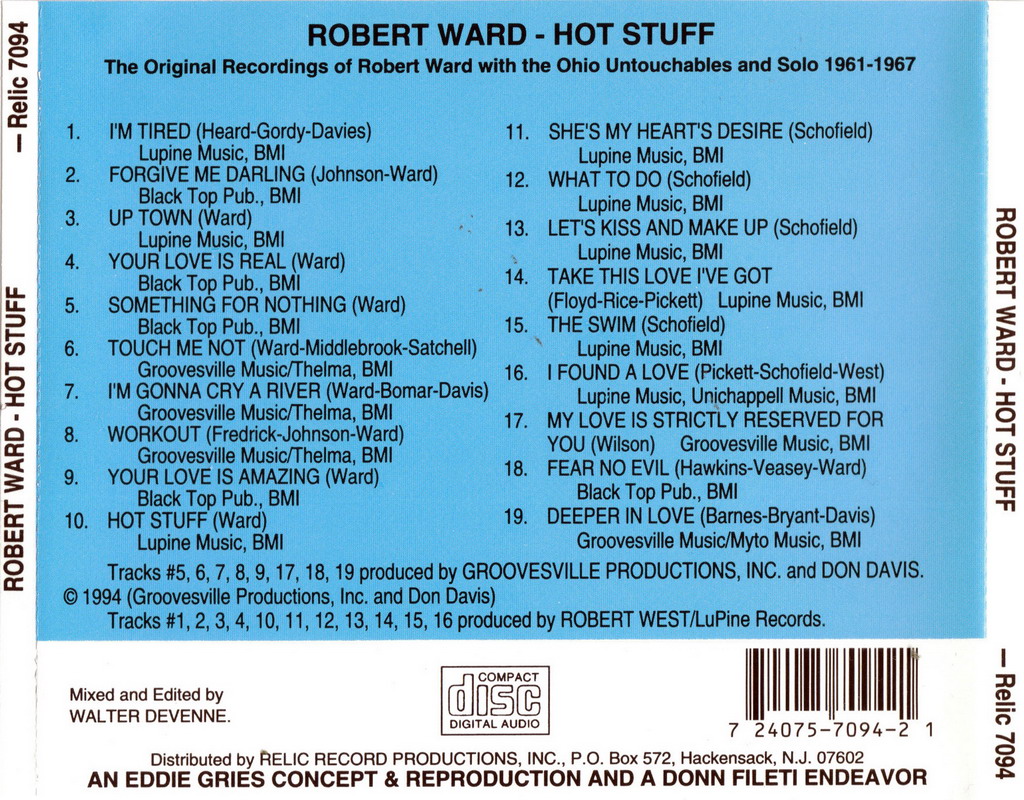 ROBERT WARD - HOT STUFF
The Original Recordings of Robert Ward with the Ohio Untouchables and Solo 1961-1967
1. I'M TIRED (Heard-Gordy-Davies)
Lupine Music, BMI
2. FORGIVE ME DARLING (Johnson-Ward)
Black Top Pub., BMI
3. UP TOWN (Ward)
Lupine Music, BMI
4. YOUR LOVE IS REAL (Ward)
Black Top Pub., BMI
5. SOMETHING FOR NOTHING (Ward)
Black Top Pub., BMI
6. TOUCH ME NOT (Ward-Middlebrook-Satchell)
Groovesville Music/Thelma, BMI
7. I'M GONNA CRY A RIVER (Ward-Bomar-Davis)
Groovesville Music/Thelma, BMI
8. WORKOUT (Fredrick-Johnson-Ward)
Groovesville Music/Thelma, BMI
9. YOUR LOVE IS AMAZING (Ward)
Black Top Pub., BMI
10. HOT STUFF (Ward)
Lupine Music, BMI
11. SHE'S MY HEART'S DESIRE (Schofield)
Lupine Music, BMI
12. WHAT TO DO (Schofield)
Lupine Music, BMI
13. LET'S KISS AND MAKE UP (Schofield)
Lupine Music, BMI
14. TAKE THIS LOVE I'VE GOT
(Floyd-Rice-Pickett) Lupine Music, BMI
15. THE SWIM (Schofield)
Lupine Music, BMI
16. I FOUND A LOVE (Pickett-Schofield-West)
Lupine Music, Unichappell Music, BMI
17. MY LOVE IS STRICTLY RESERVED FOR
YOU (Wilson) Groovesville Music, BMI
18. FEAR NO EVIL (Hawkins-Veasey-Ward)
Black Top Pub., BMI
19. DEEPER IN LOVE (Barnes-Bryant-Davis)
Groovesville Music/Myto Music, BMI
Tracks #5, 6, 7, 8, 9, 17, 18, 19 produced by GROOVESVILLE PRODUCTIONS, INC. and DON DAVIS.
© 1994 (Groovesville Productions, Inc. and Don Davis)
Tracks #1, 2, 3, 4, 10, 11, 12, 13, 14, 15, 16 produced by ROBERT WEST/LuPine Records.
Mixed and Edited by
WALTER DEVENNE.
COMPACT
disc
DIGITAL AUDIO
7 24075-7094-2 1
Distributed by RELIC RECORD PRODUCTIONS, INC., P.O. Box 572, Hackensack, N.J. 07602
AN EDDIE GRIES CONCEPT & REPRODUCTION AND A DONN FILETI ENDEAVOR
ROBERT WARD - HOT STUFF — Relic 7094
ROBERT WARD - HOT STUFF — Relic 7094